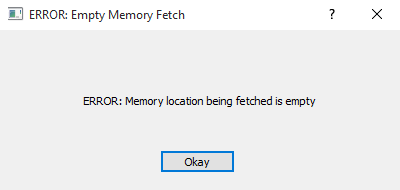 ERROR: Empty Memory Fetch
ERROR: Memory location being fetched is empty
Okay